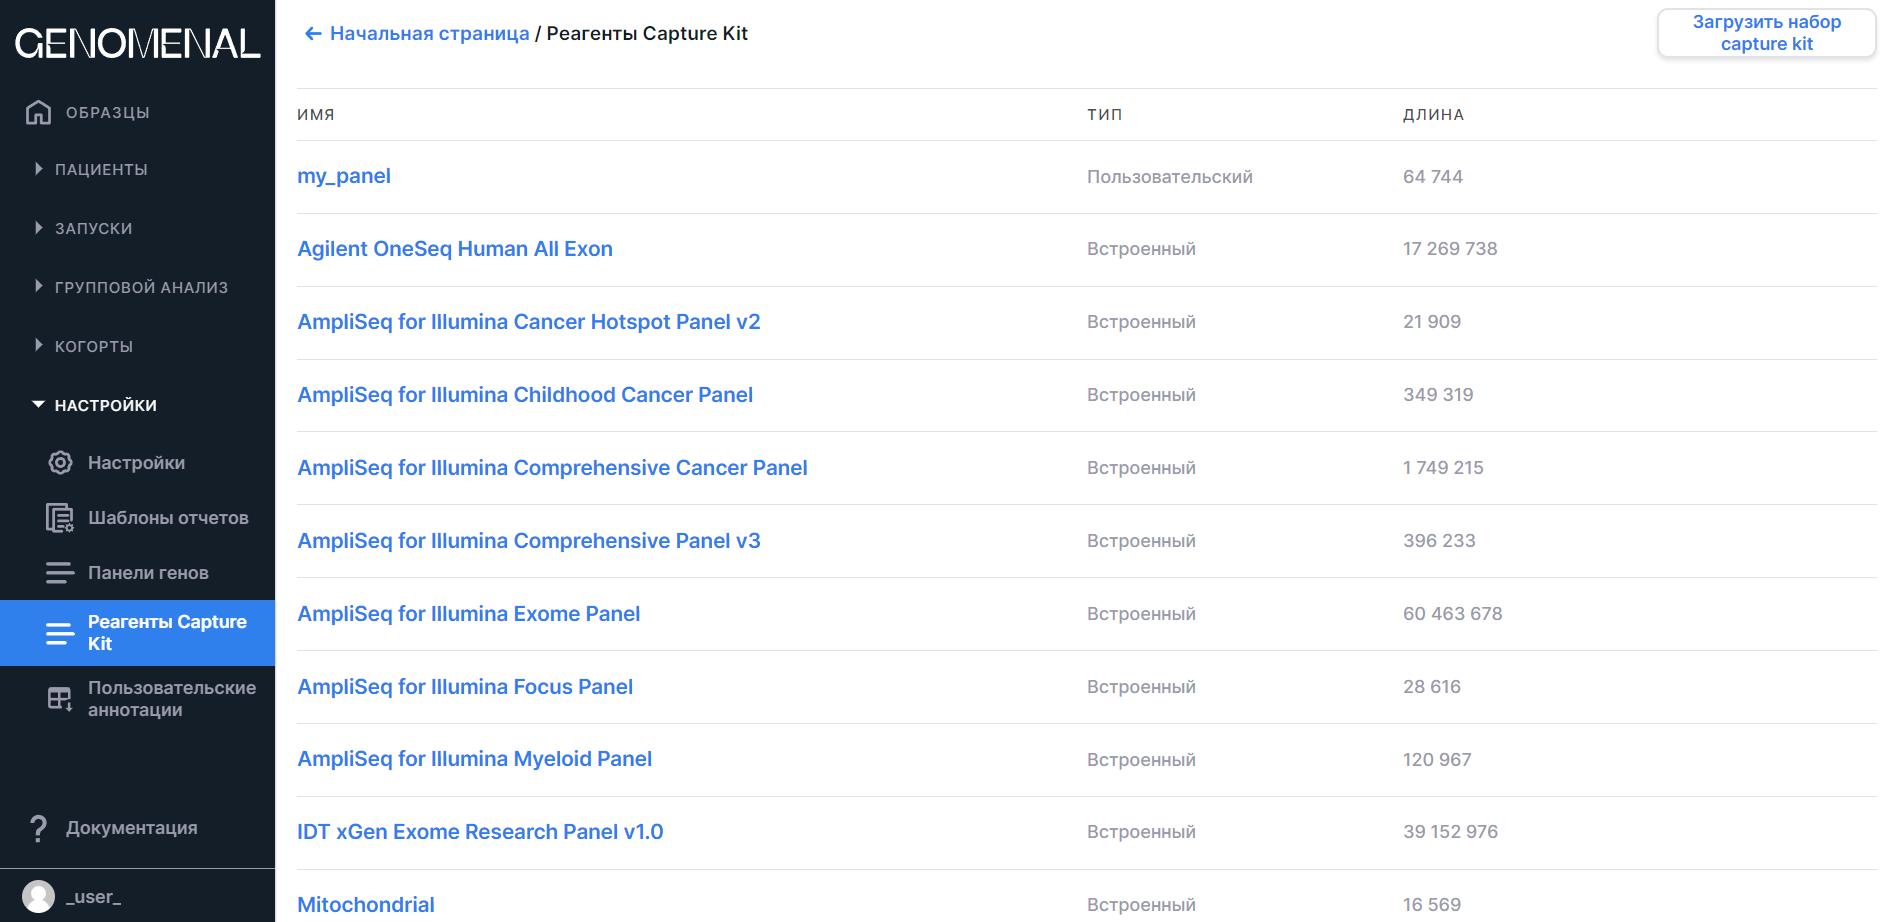 GENOMENAL
ОБРАЗЦЫ
ПАЦИЕНТЫ
ЗАПУСКИ
ГРУППОВОЙ АНАЛИЗ
КОГОРТЫ
НАСТРОЙКИ
Настройки
Шаблоны отчетов
Панели генов
Реагенты Capture
Kit
Пользовательские
аннотации
Документация
_user_
← Начальная страница / Реагенты Capture Kit
Загрузить набор
capture kit
ИМЯ ТИП ДЛИНА
my_panel Пользовательский 64 744
Agilent OneSeq Human All Exon Встроенный 17 269 738
AmpliSeq for Illumina Cancer Hotspot Panel v2 Встроенный 21 909
AmpliSeq for Illumina Childhood Cancer Panel Встроенный 349 319
AmpliSeq for Illumina Comprehensive Cancer Panel Встроенный 1 749 215
AmpliSeq for Illumina Comprehensive Panel v3 Встроенный 396 233
AmpliSeq for Illumina Exome Panel Встроенный 60 463 678
AmpliSeq for Illumina Focus Panel Встроенный 28 616
AmpliSeq for Illumina Myeloid Panel Встроенный 120 967
IDT xGen Exome Research Panel v1.0 Встроенный 39 152 976
Mitochondrial Встроенный 16 569